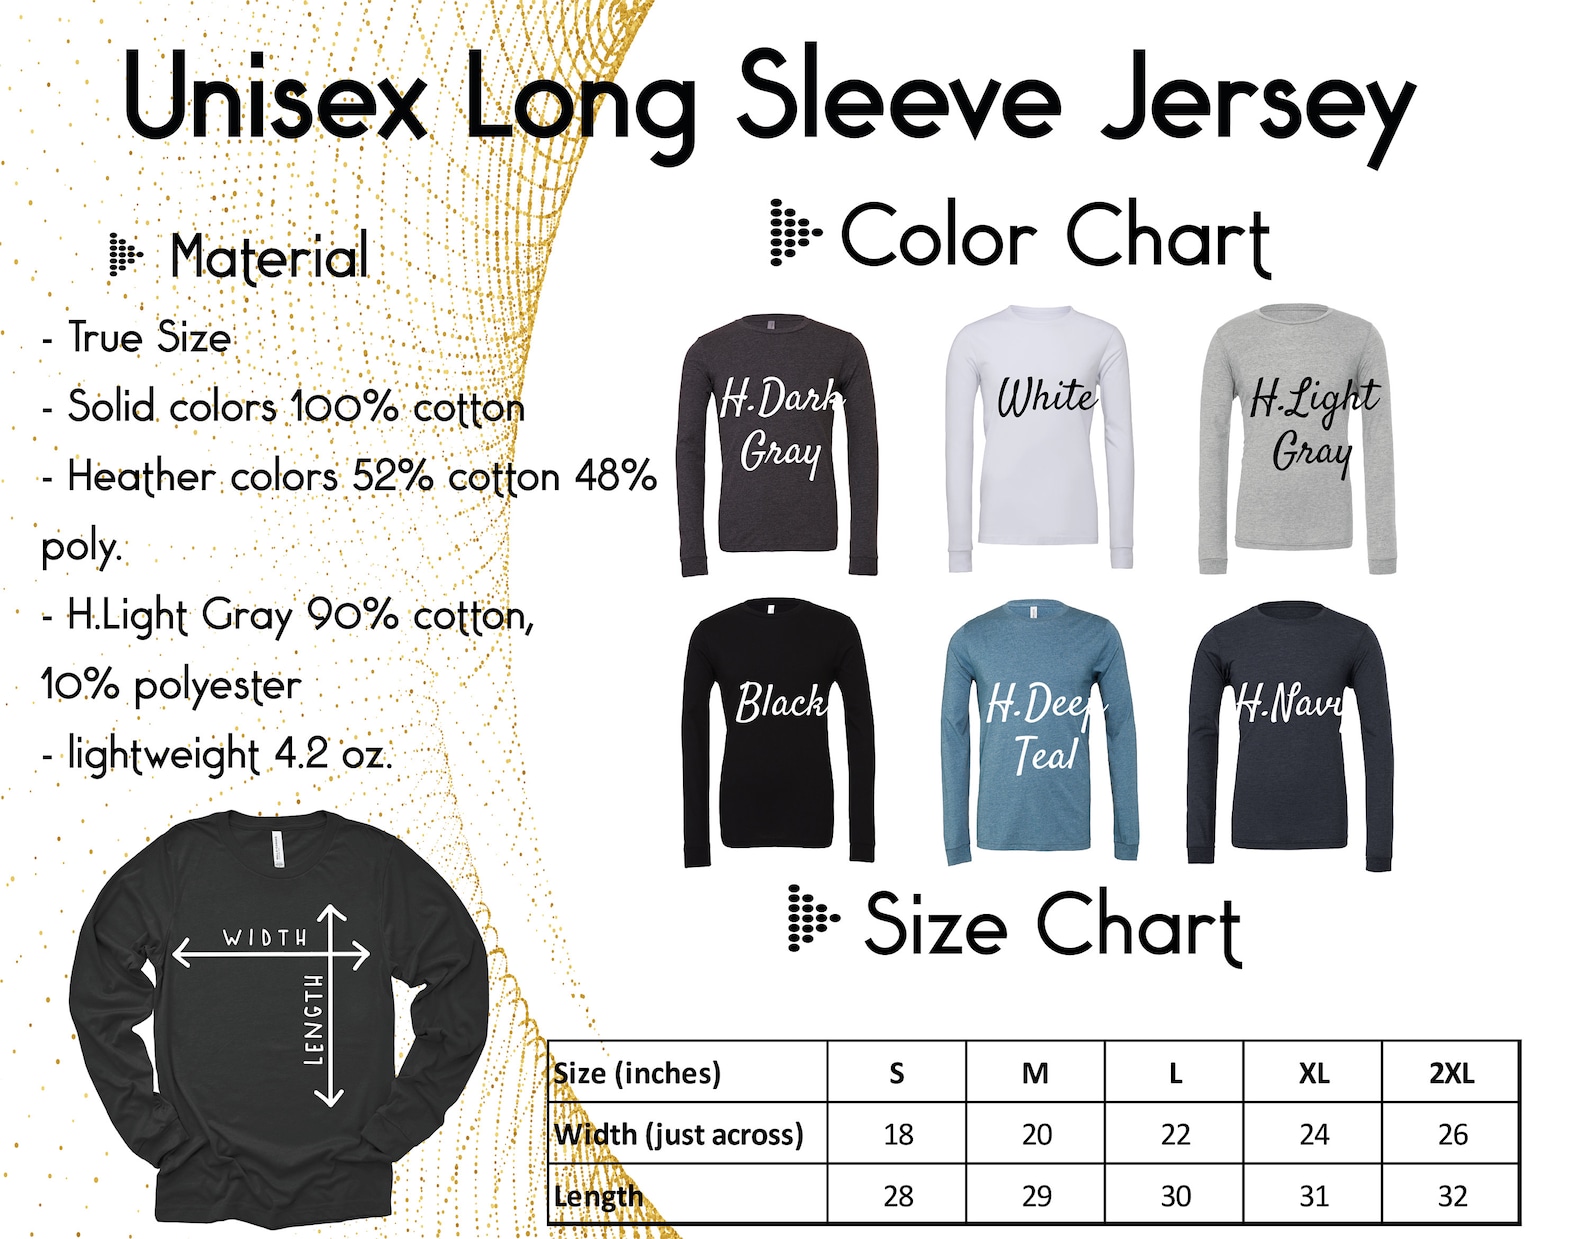 Unisex Long Sleeve Jersey
Material
- True Size
- Solid colors 100% cotton
- Heather colors 52% cotton 48%
poly.
- H.Light Gray 90% cotton,
10% polyester
- lightweight 4.2 oz.
WIDTH
LENGTH
Color Chart
H.Dark
Gray
White
H.Light
Gray
Black
H.Deep
Teal
H.Navy
Size Chart
Size (inches) S M L XL 2XL
Width (just across) 18 20 22 24 26
Length 28 29 30 31 32